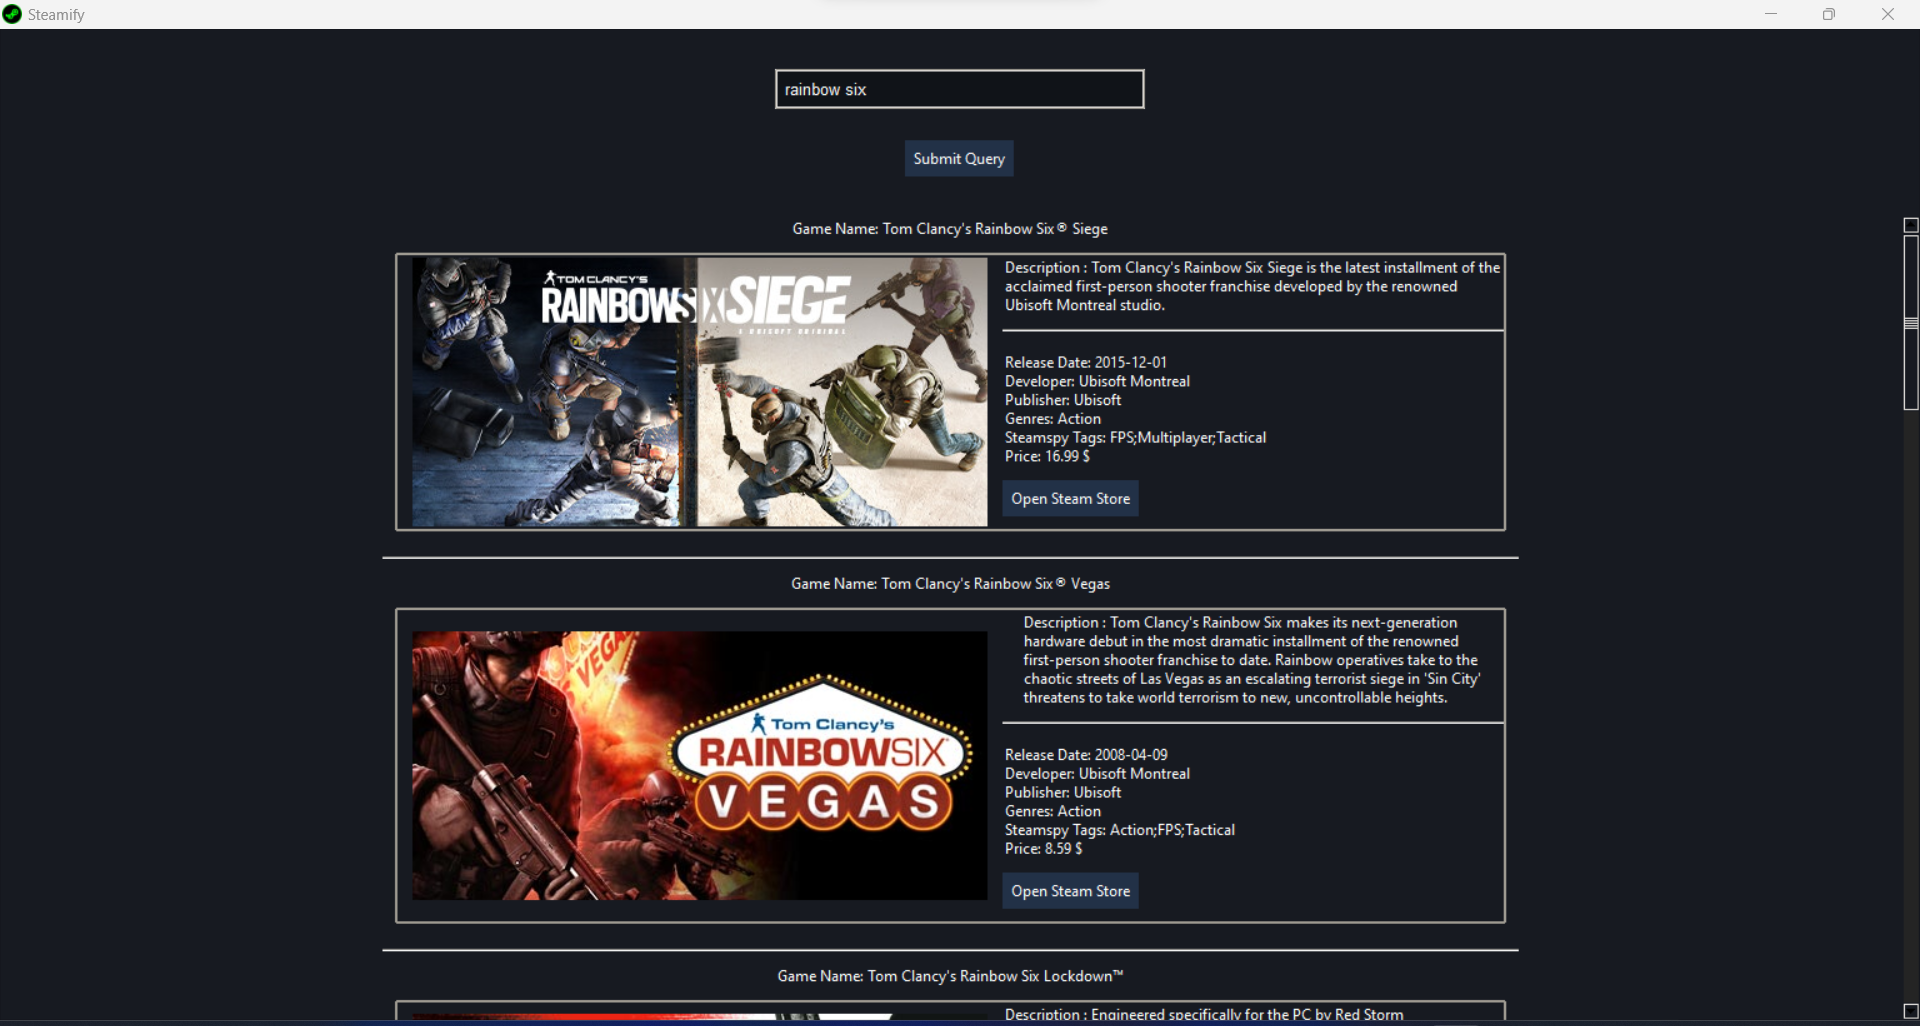 Steamify
rainbow six
Submit Query
Game Name: Tom Clancy's Rainbow Six® Siege
TOM CLANCY'S
RAINBOWSIX SIEGE
A UBISOFT ORIGINAL
Description : Tom Clancy's Rainbow Six Siege is the latest installment of the
acclaimed first-person shooter franchise developed by the renowned
Ubisoft Montreal studio.
Release Date: 2015-12-01
Developer: Ubisoft Montreal
Publisher: Ubisoft
Genres: Action
Steamspy Tags: FPS;Multiplayer;Tactical
Price: 16.99 $
Open Steam Store
Game Name: Tom Clancy's Rainbow Six® Vegas
VEGA
Tom Clancy's
RAINBOWSIX
VEGAS
Description : Tom Clancy's Rainbow Six makes its next-generation
hardware debut in the most dramatic installment of the renowned
first-person shooter franchise to date. Rainbow operatives take to the
chaotic streets of Las Vegas as an escalating terrorist siege in 'Sin City'
threatens to take world terrorism to new, uncontrollable heights.
Release Date: 2008-04-09
Developer: Ubisoft Montreal
Publisher: Ubisoft
Genres: Action
Steamspy Tags: Action;FPS;Tactical
Price: 8.59 $
Open Steam Store
Game Name: Tom Clancy's Rainbow Six Lockdown™
Description : Engineered specifically for the PC by Red Storm